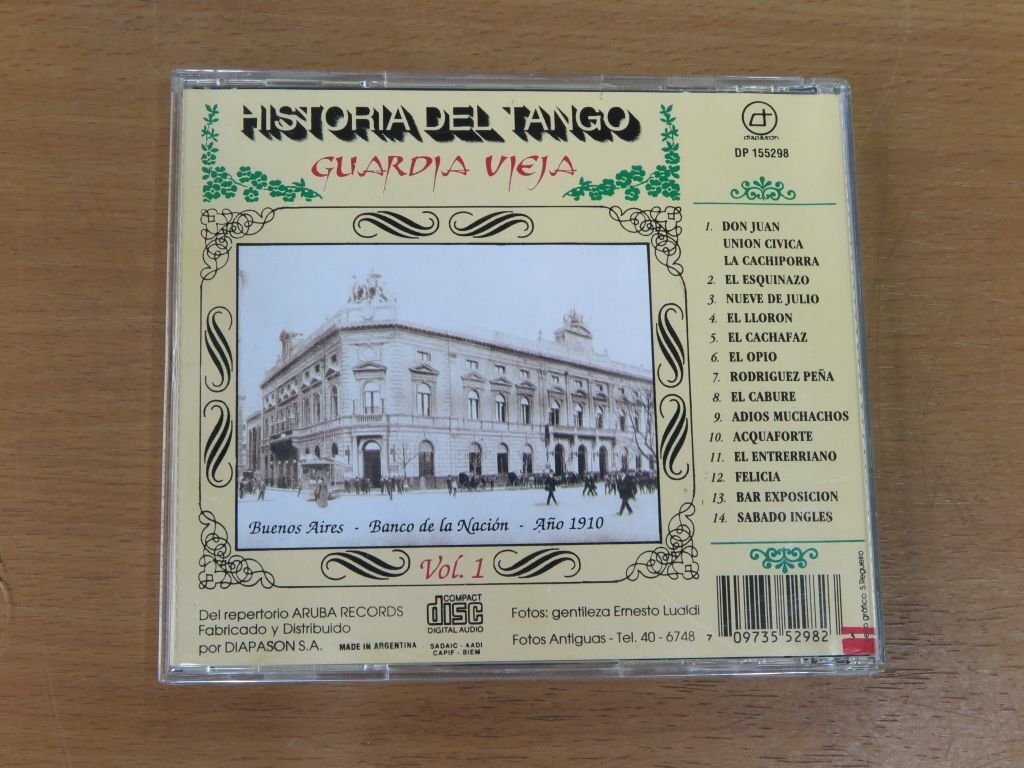 HISTORIA DEL TANGO
GUARDIA VIEJA
diapason
DP 155298
1. DON JUAN
UNION CIVICA
LA CACHIPORRA
2. EL ESQUINAZO
3. NUEVE DE JULIO
4. EL LLORON
5. EL CACHAFAZ
6. EL OPIO
7. RODRIGUEZ PEÑA
8. EL CABURE
9. ADIOS MUCHACHOS
10. ACQUAFORTE
11. EL ENTRERRIANO
12. FELICIA
13. BAR EXPOSICION
14. SABADO INGLES
Buenos Aires - Banco de la Nación - Año 1910
Vol. 1
Del repertorio ARUBA RECORDS
Fabricado y Distribuido
por DIAPASON S.A.
MADE IN ARGENTINA
COMPACT
disc
DIGITAL AUDIO
SADAIC - AADI
CAPIF - BIEM
Fotos: gentileza Ernesto Lualdi
Fotos Antiguas - Tel. 40 - 6748
7 09735 52982
gráfico: S.Regueiro